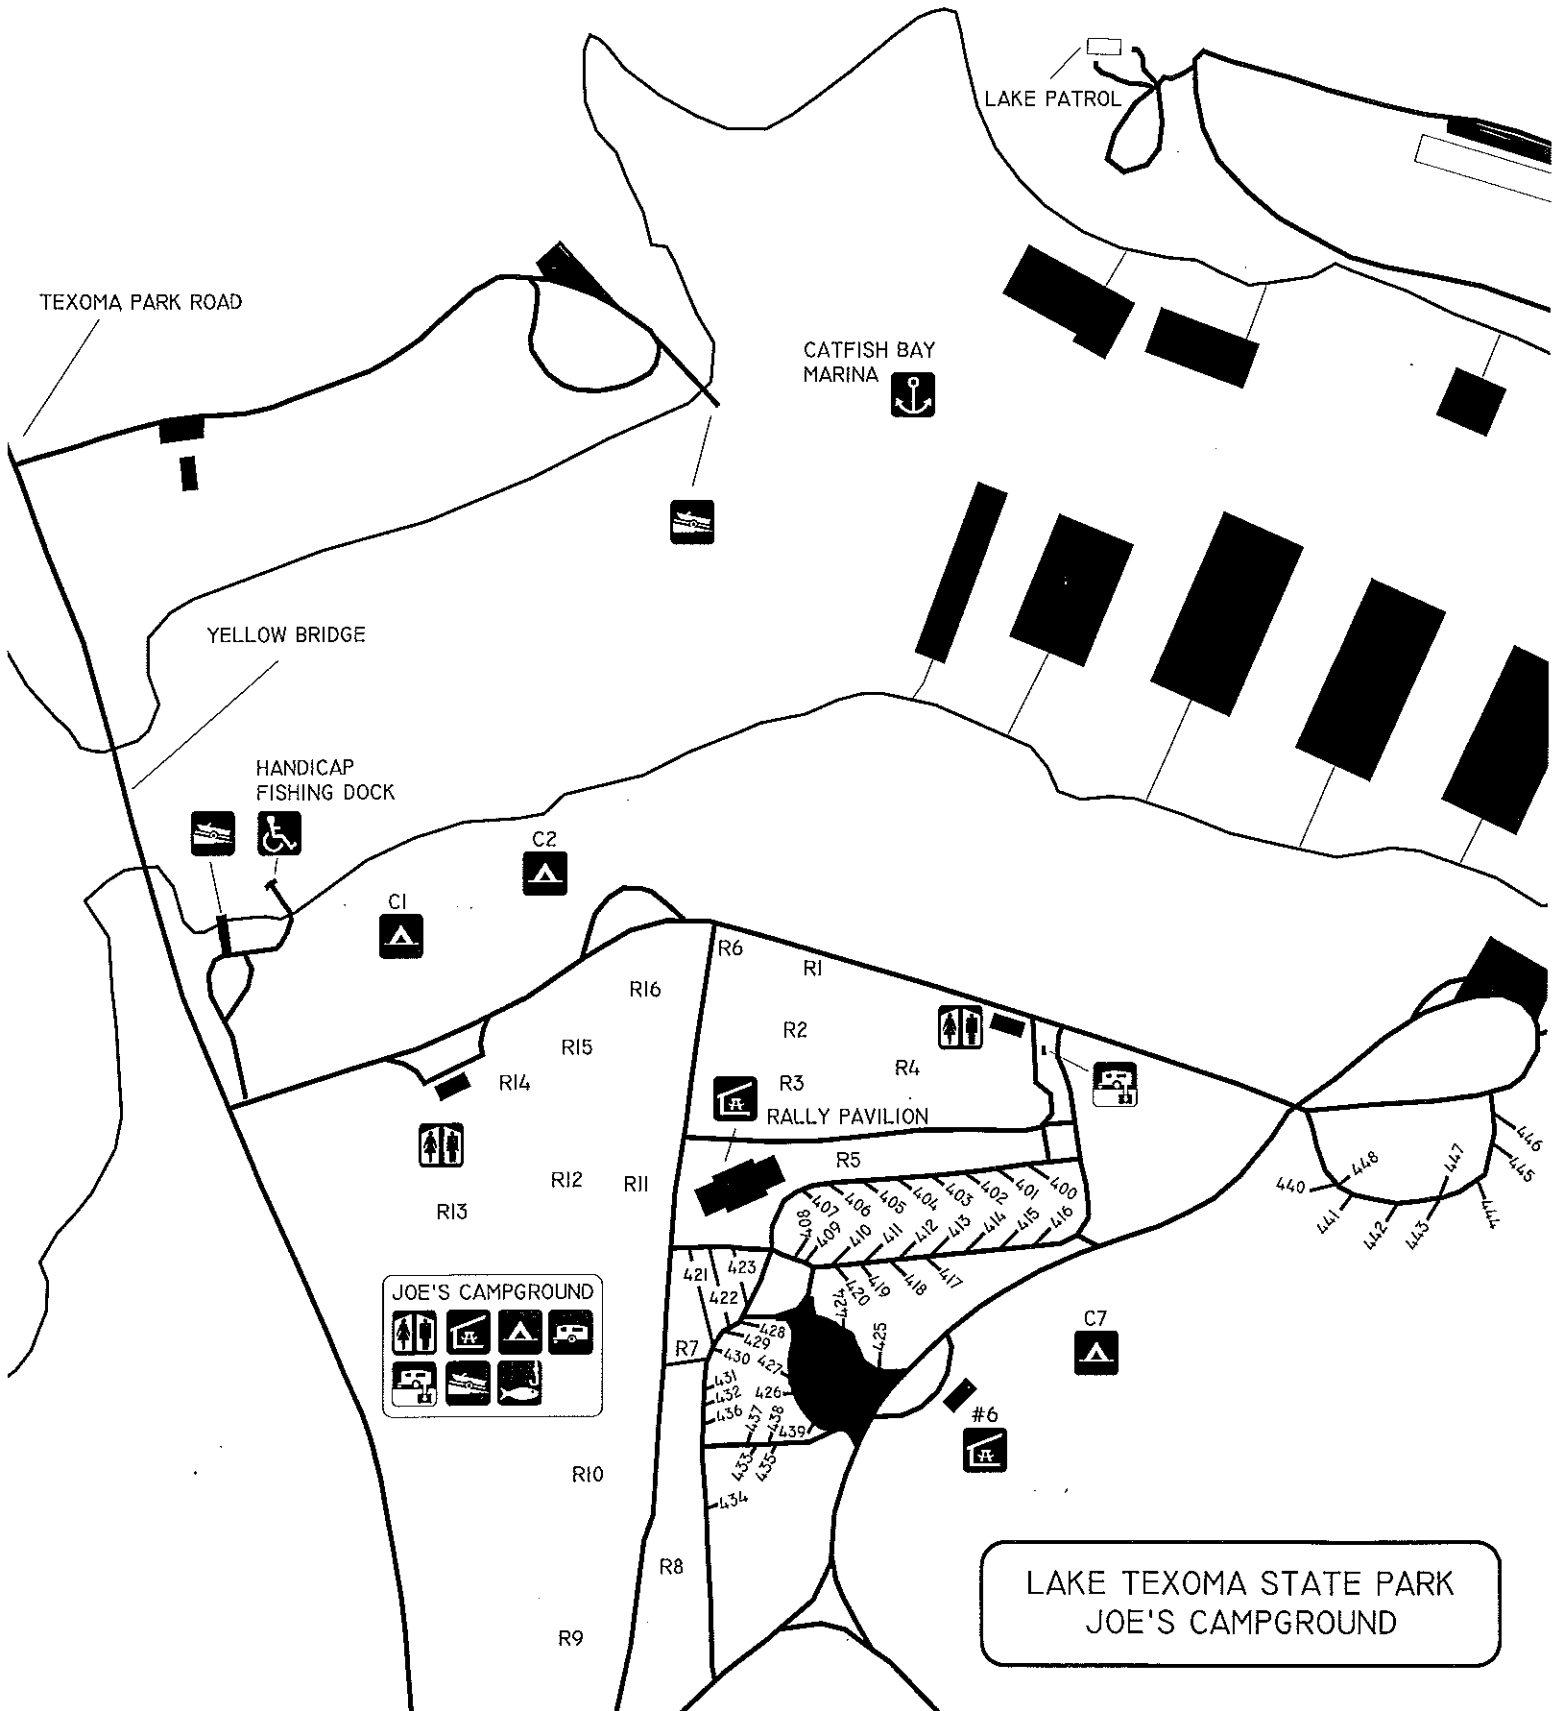 LAKE PATROL
TEXOMA PARK ROAD
CATFISH BAY
MARINA
YELLOW BRIDGE
HANDICAP
FISHING DOCK
C2
C1
R6
R1
R16
R2
R15
R4
R14
R3
RALLY PAVILION
R5
R12
R11
R13
400
401
402
403
404
405
406
407
408
409
410
411
412
413
414
415
416
417
418
419
420
421
422
423
424
425
426
427
428
429
430
431
432
436
437
438
439
433
435
434
440
448
447
446
445
444
443
442
441
JOE'S CAMPGROUND
R7
C7
#6
R10
R8
R9
LAKE TEXOMA STATE PARK
JOE'S CAMPGROUND